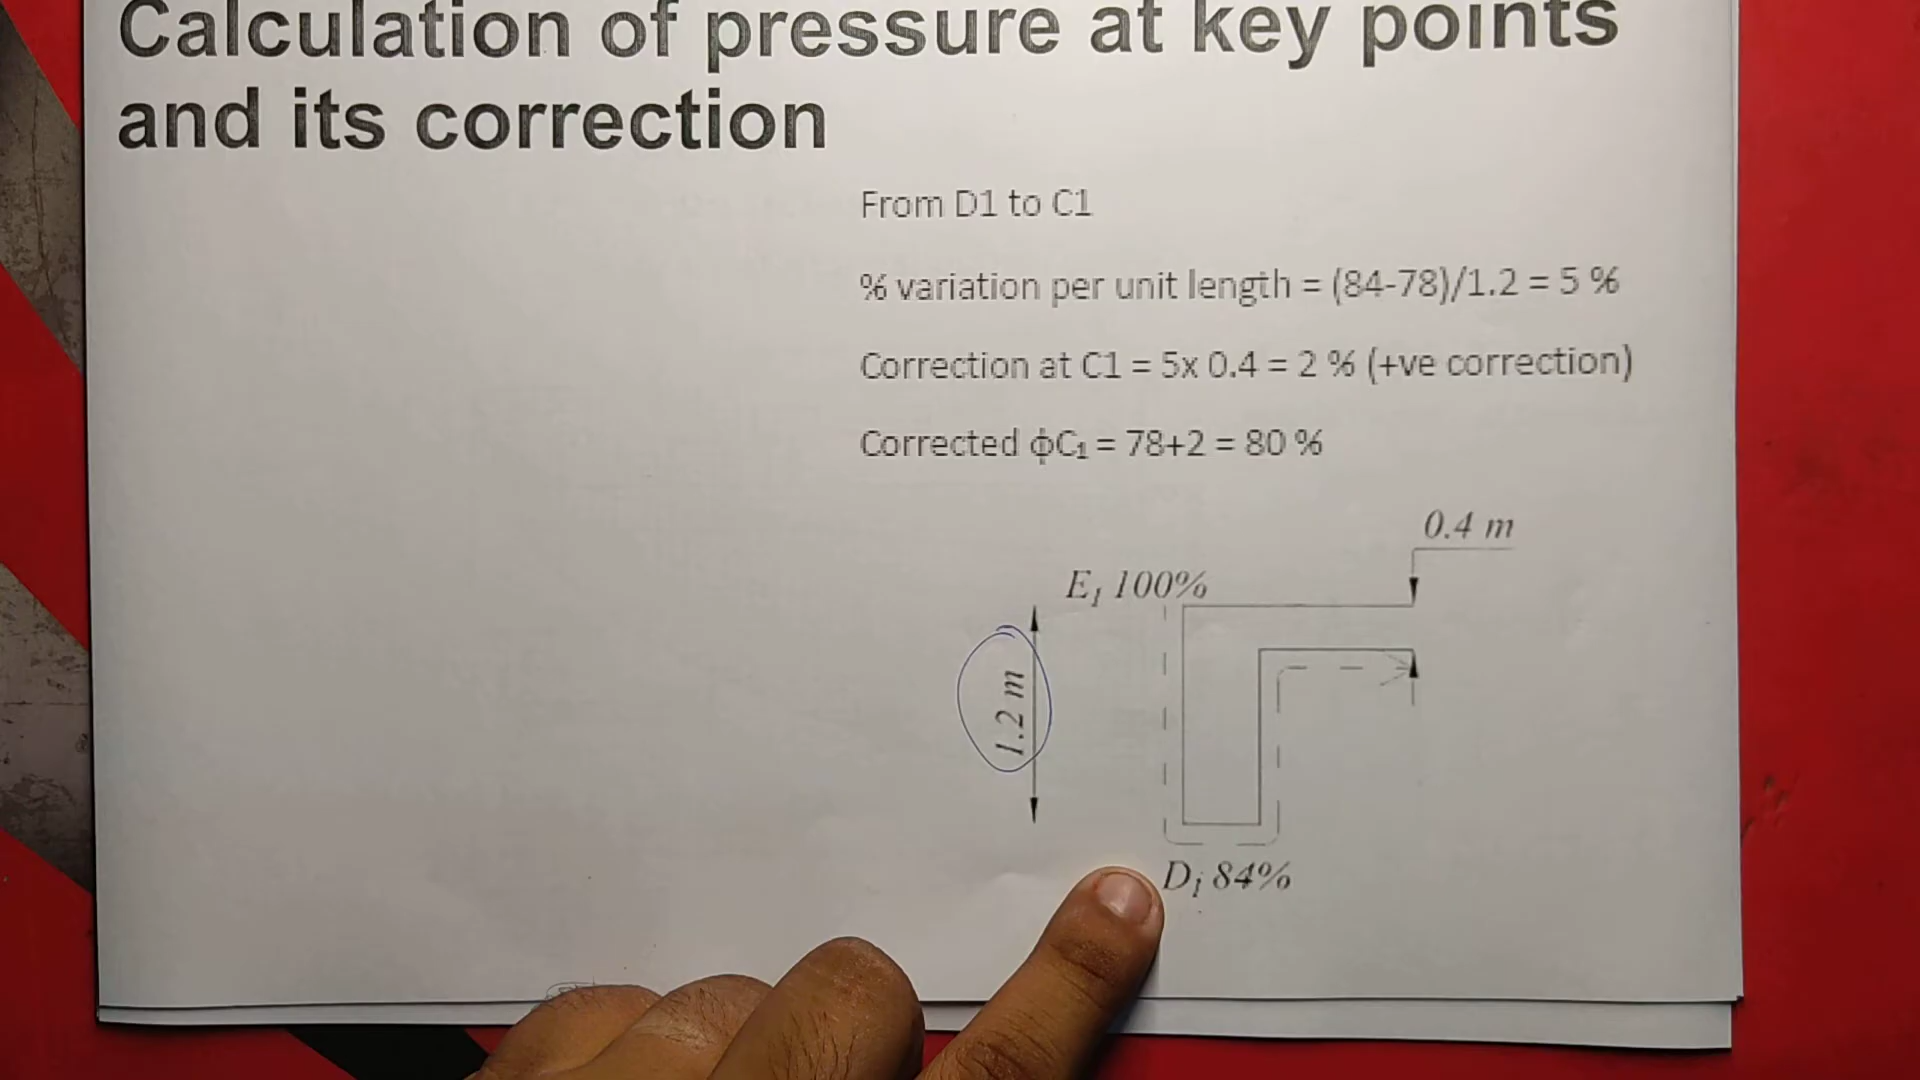 Calculation of pressure at key points
and its correction
From D1 to C1
% variation per unit length = (84-78)/1.2 = 5 %
Correction at C1 = 5x 0.4 = 2 % (+ve correction)
Corrected ϕC₁ = 78+2 = 80 %
0.4 m
E₁ 100%
1.2 m
D₁ 84%